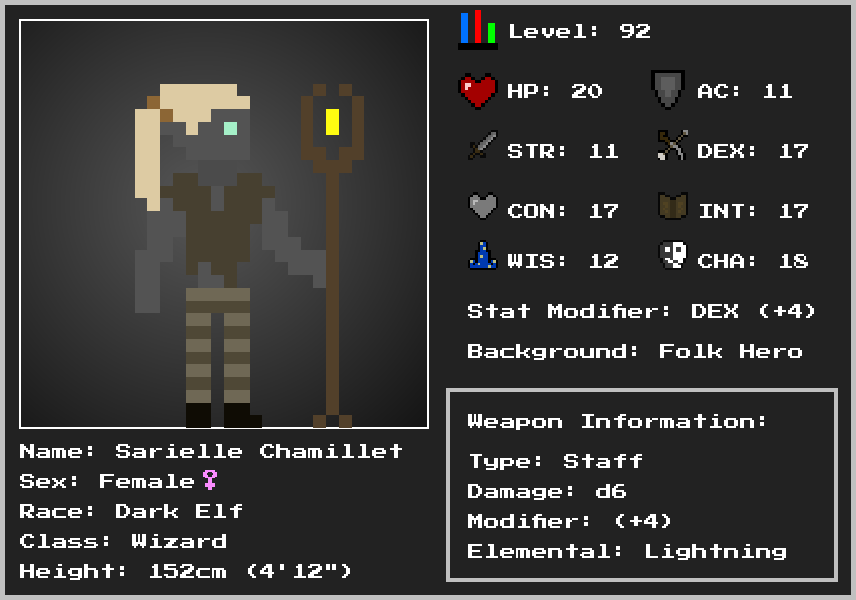 Level: 92
HP: 20 AC: 11
STR: 11 DEX: 17
CON: 17 INT: 17
WIS: 12 CHA: 18
Stat Modifier: DEX (+4)
Background: Folk Hero
Weapon Information:
Type: Staff
Damage: d6
Modifier: (+4)
Elemental: Lightning
Name: Sarielle Chamillet
Sex: Female♀
Race: Dark Elf
Class: Wizard
Height: 152cm (4'12")